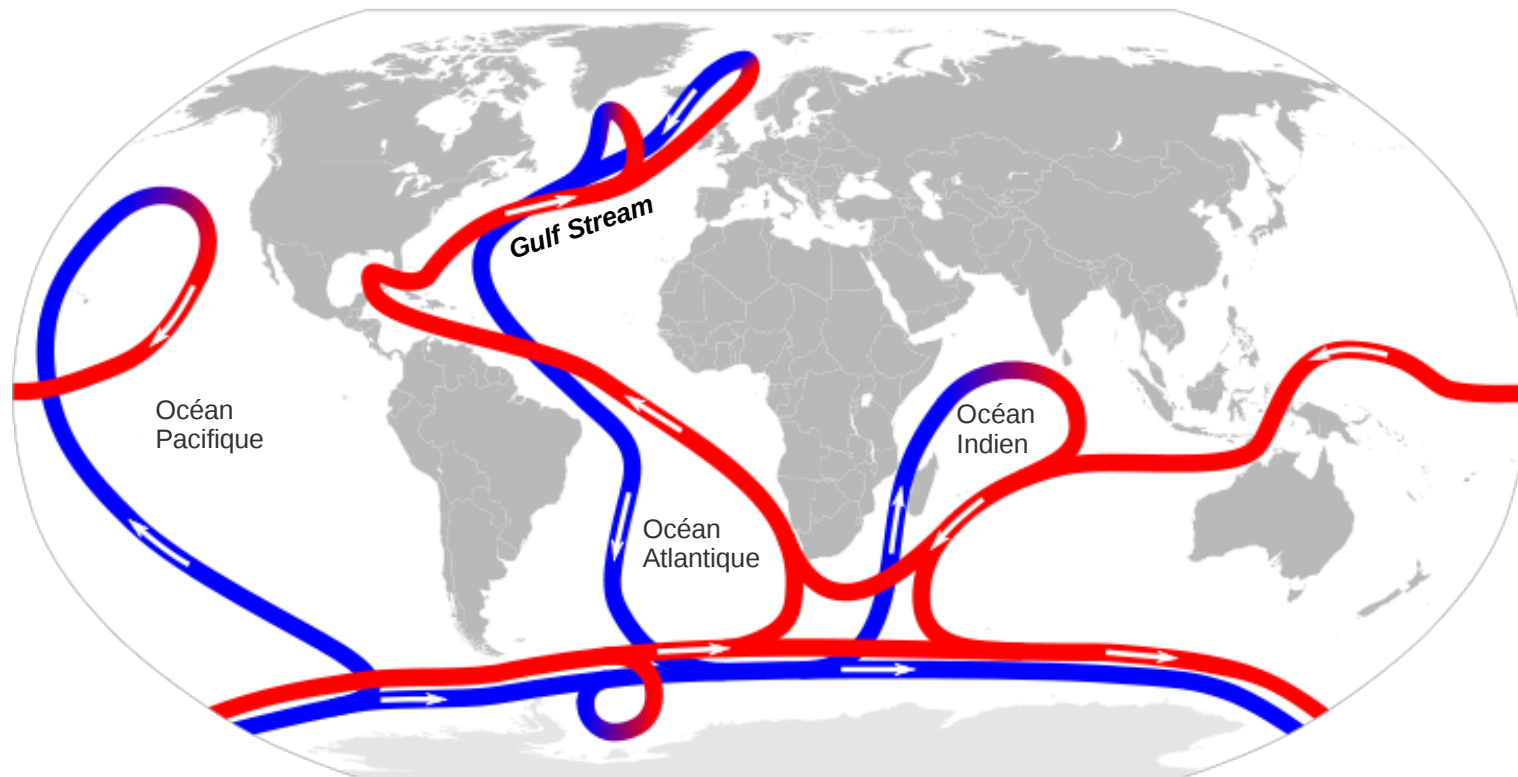 Gulf Stream
Océan
Pacifique
Océan
Indien
Océan
Atlantique